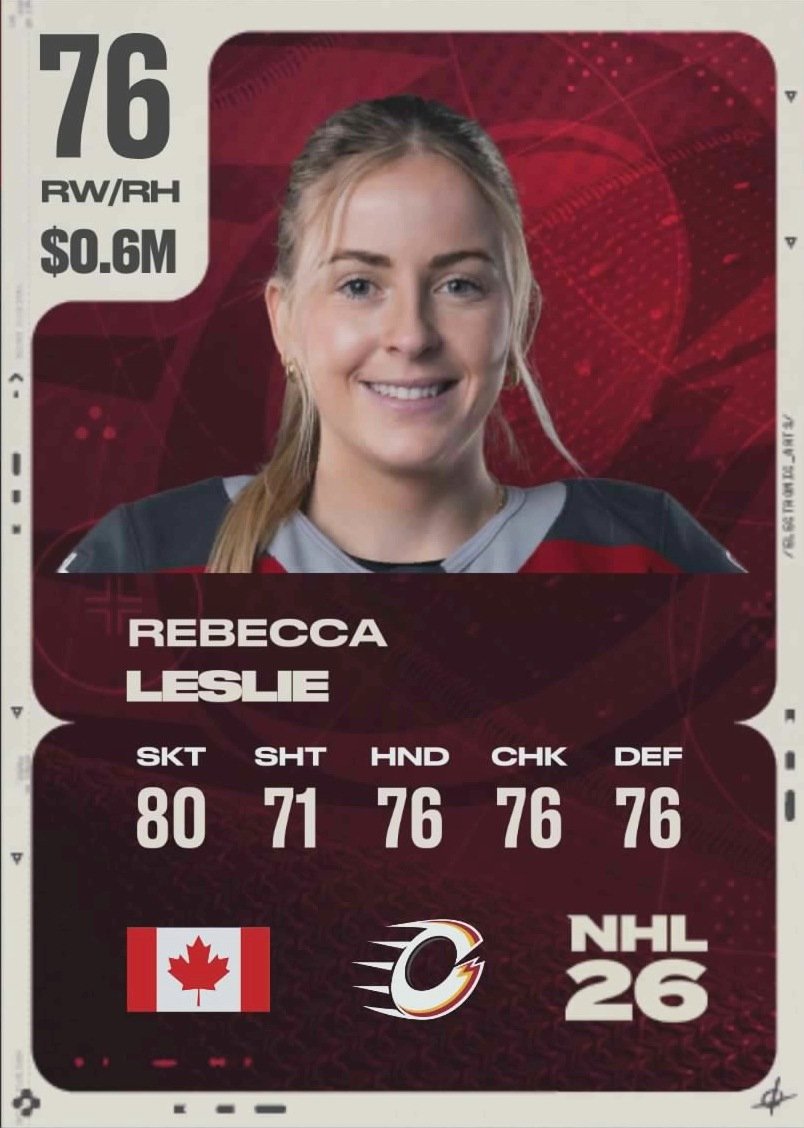 76
RW/RH
$0.6M
REBECCA
LESLIE
SKT SHT HND CHK DEF
80 71 76 76 76
NHL
26
/ELECTRONIC_ARTS/